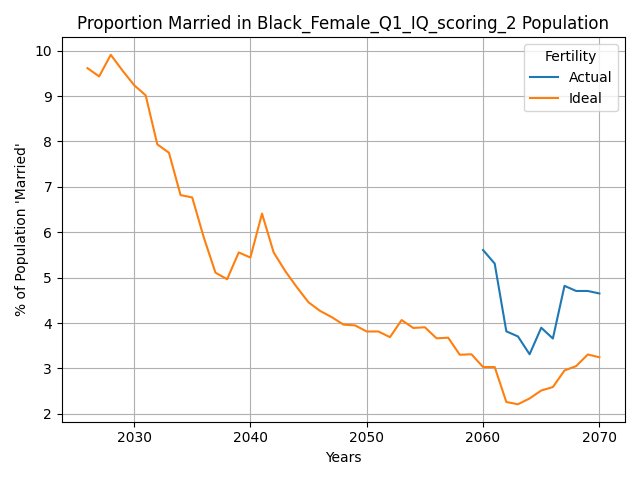 Proportion Married in Black_Female_Q1_IQ_scoring_2 Population
Fertility
Actual
Ideal
% of Population 'Married'
10
9
8
7
6
5
4
3
2
2030 2040 2050 2060 2070
Years